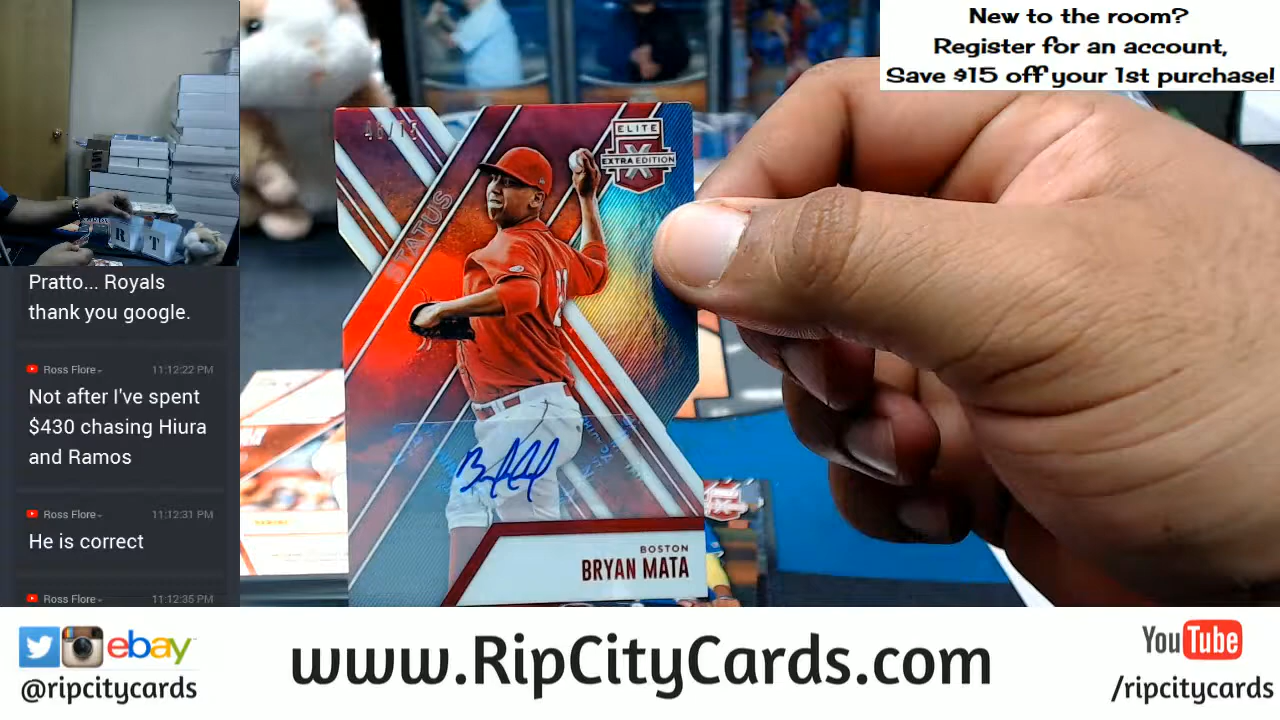 New to the room?
Register for an account,
Save $15 off your 1st purchase!
Pratto... Royals
thank you google.
Ross Flore
11:12:22 PM
Not after I've spent
$430 chasing Hiura
and Ramos
Ross Flore
11:12:31 PM
He is correct
Ross Flore
11:12:35 PM
R T
ELITE
X
EXTRA EDITION
STATUS
BOSTON
BRYAN MATA
ebay
@ripcitycards
www.RipCityCards.com
YouTube
/ripcitycards